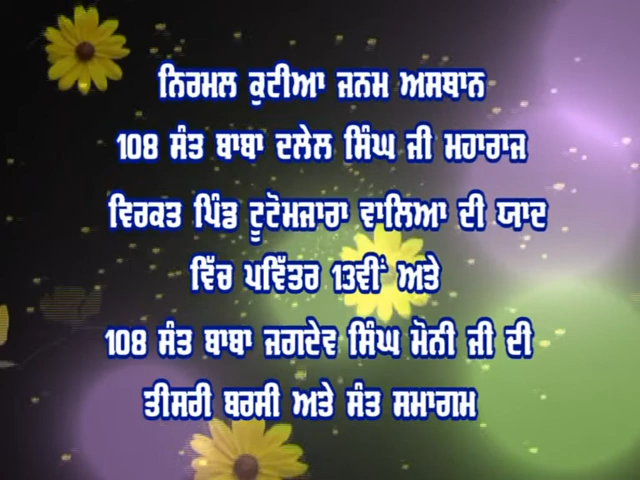 ਨਿਰਮਲ ਕੁਟੀਆ ਜਨਮ ਅਸਥਾਨ
108 ਸੰਤ ਬਾਬਾ ਦਲੇਲ ਸਿੰਘ ਜੀ ਮਹਾਰਾਜ
ਵਿਰਕਤ ਪਿੰਡ ਟੂਟੋਮਜਾਰਾ ਵਾਲਿਆ ਦੀ ਯਾਦ
ਵਿੱਚ ਪਵਿੱਤਰ 13ਵੀਂ ਅਤੇ
108 ਸੰਤ ਬਾਬਾ ਜਗਦੇਵ ਸਿੰਘ ਮੋਨੀ ਜੀ ਦੀ
ਤੀਸਰੀ ਬਰਸੀ ਅਤੇ ਸੰਤ ਸਮਾਗਮ